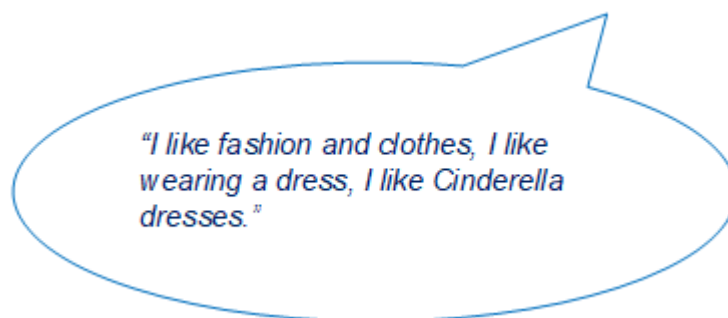 “I like fashion and clothes, I like
wearing a dress, I like Cinderella
dresses.”